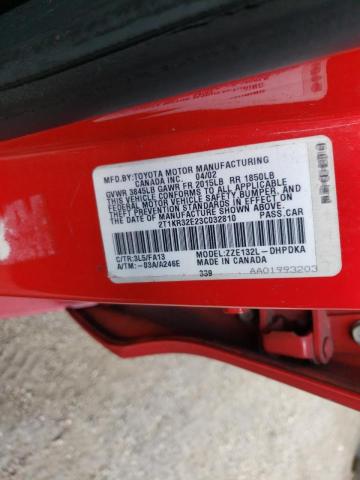 MFD.BY:TOYOTA MOTOR MANUFACTURING
CANADA INC. 04/02
GVWR 3645LB GAWR FR 2015LB RR 1850LB
THIS VEHICLE CONFORMS TO ALL APPLICABLE
FEDERAL MOTOR VEHICLE SAFETY, BUMPER, AND
THEFT PREVENTION STANDARDS IN EFFECT ON
THE DATE OF MANUFACTURE SHOWN ABOVE.
2T1KR32E23C032810 PASS.CAR
C/TR:3L5/FA13 MODEL:ZZE132L-DHPDKA
A/TM:-03A/A246E MADE IN CANADA
339 AA01993203